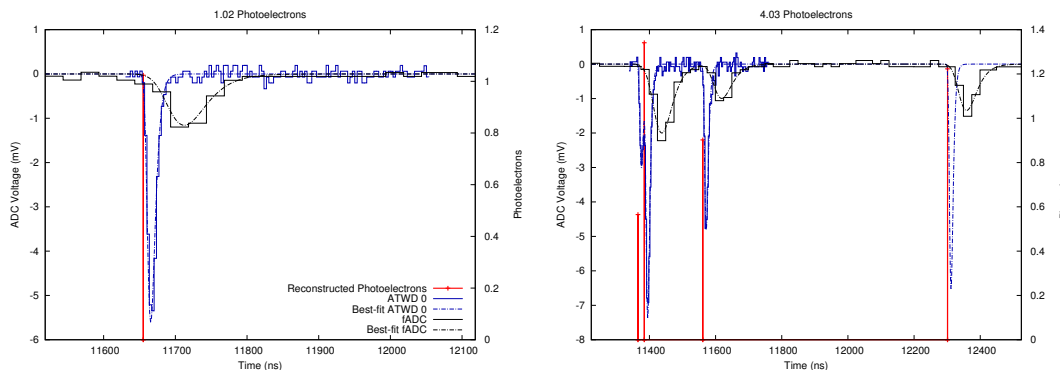 1.02 Photoelectrons
1
0
-1
-2
-3
-4
-5
-6
ADC Voltage (mV)
1.2
1
0.8
0.6
0.4
0.2
0
Photoelectrons
Reconstructed Photoelectrons
ATWD 0
Best-fit ATWD 0
fADC
Best-fit fADC
11600 11700 11800 11900 12000 12100
Time (ns)
4.03 Photoelectrons
1
0
-1
-2
-3
-4
-5
-6
-7
-8
ADC Voltage (mV)
1.4
1.2
1
0.8
0.6
0.4
0.2
0
11400 11600 11800 12000 12200 12400
Time (ns)